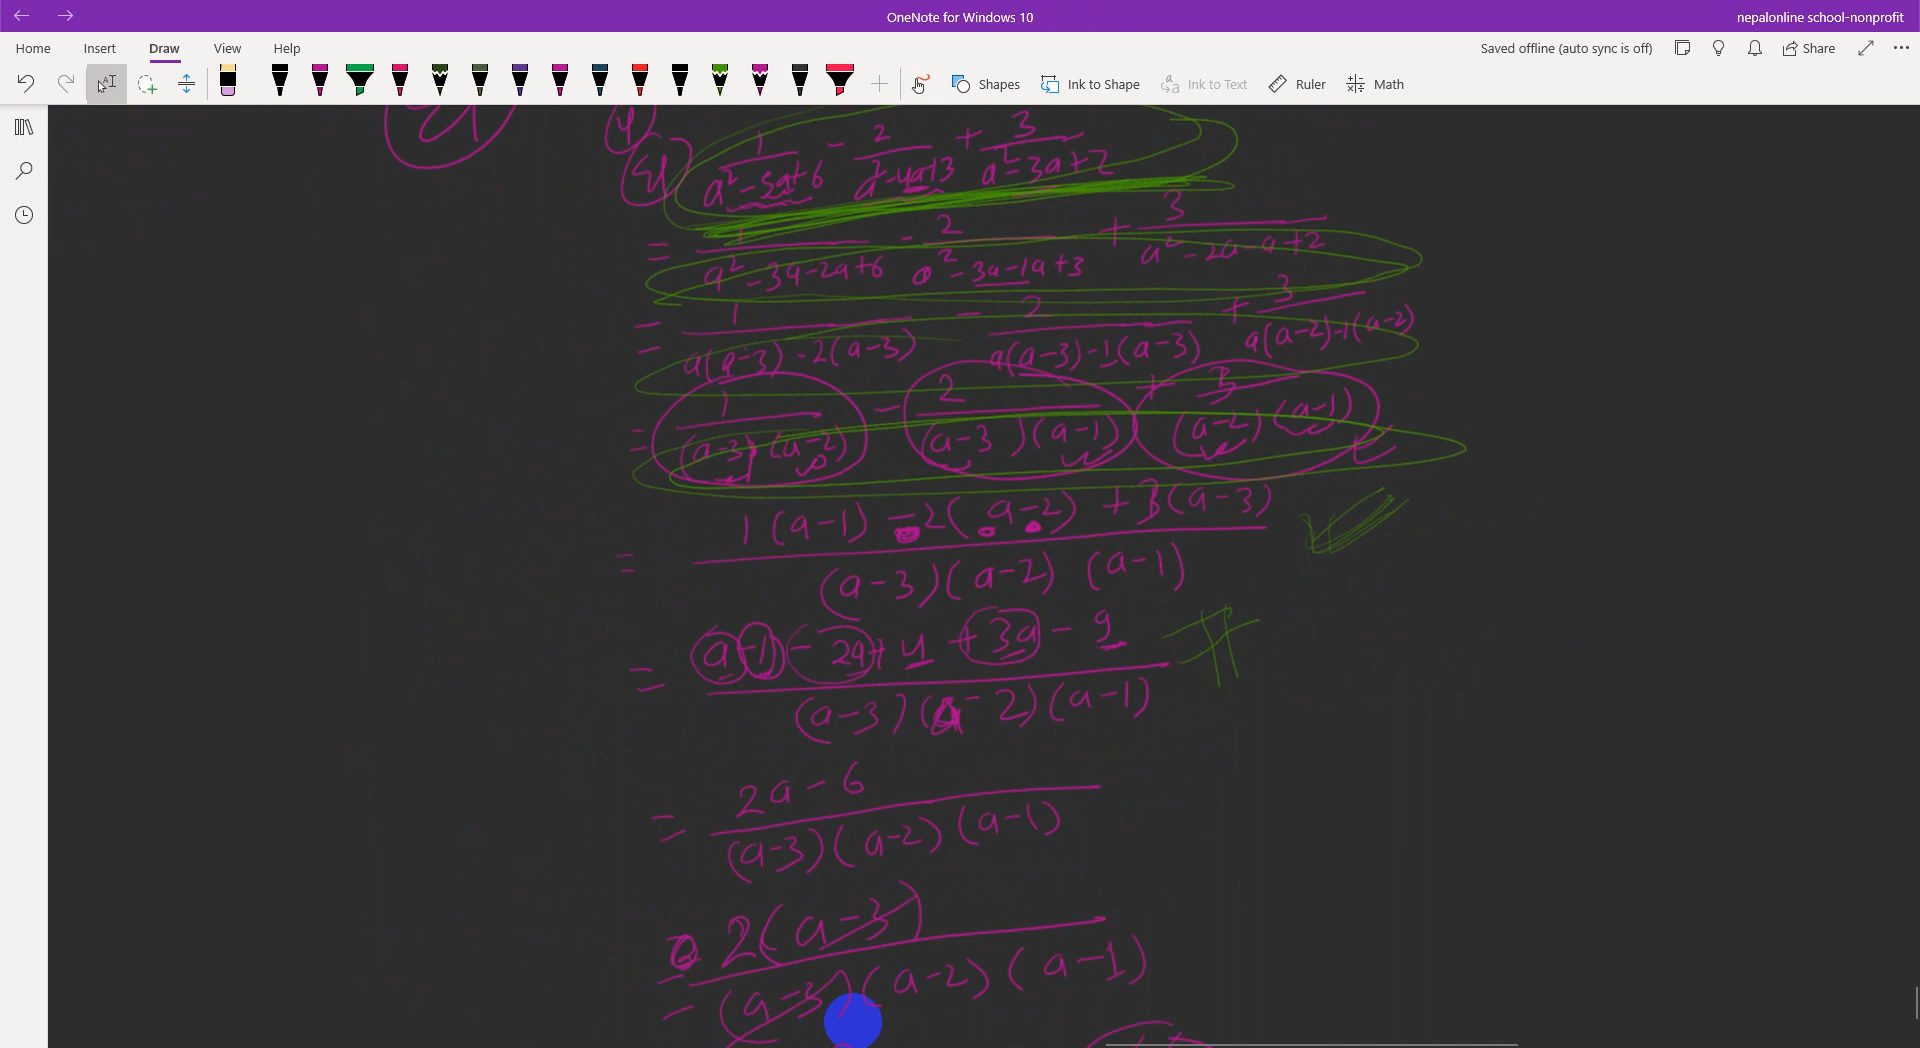 OneNote for Windows 10
nepalonline school-nonprofit
Home Insert Draw View Help
Saved offline (auto sync is off) Share
Shapes Ink to Shape Ink to Text Ruler Math
1/(a²-5a+6) - 2/(a²-4a+3) + 3/(a²-3a+2)
= 1/(a²-3a-2a+6) - 2/(a²-3a-1a+3) + 3/(a²-2a-a+2)
= 1/(a(a-3)-2(a-3)) - 2/(a(a-3)-1(a-3)) + 3/(a(a-2)-1(a-2))
= 1/((a-3)(a-2)) - 2/((a-3)(a-1)) + 3/((a-2)(a-1))
= (1(a-1)-2(a-2)+3(a-3))/((a-3)(a-2)(a-1))
= (a-1-2a+4+3a-9)/((a-3)(a-2)(a-1))
= (2a-6)/((a-3)(a-2)(a-1))
= 2(a-3)/((a-3)(a-2)(a-1))